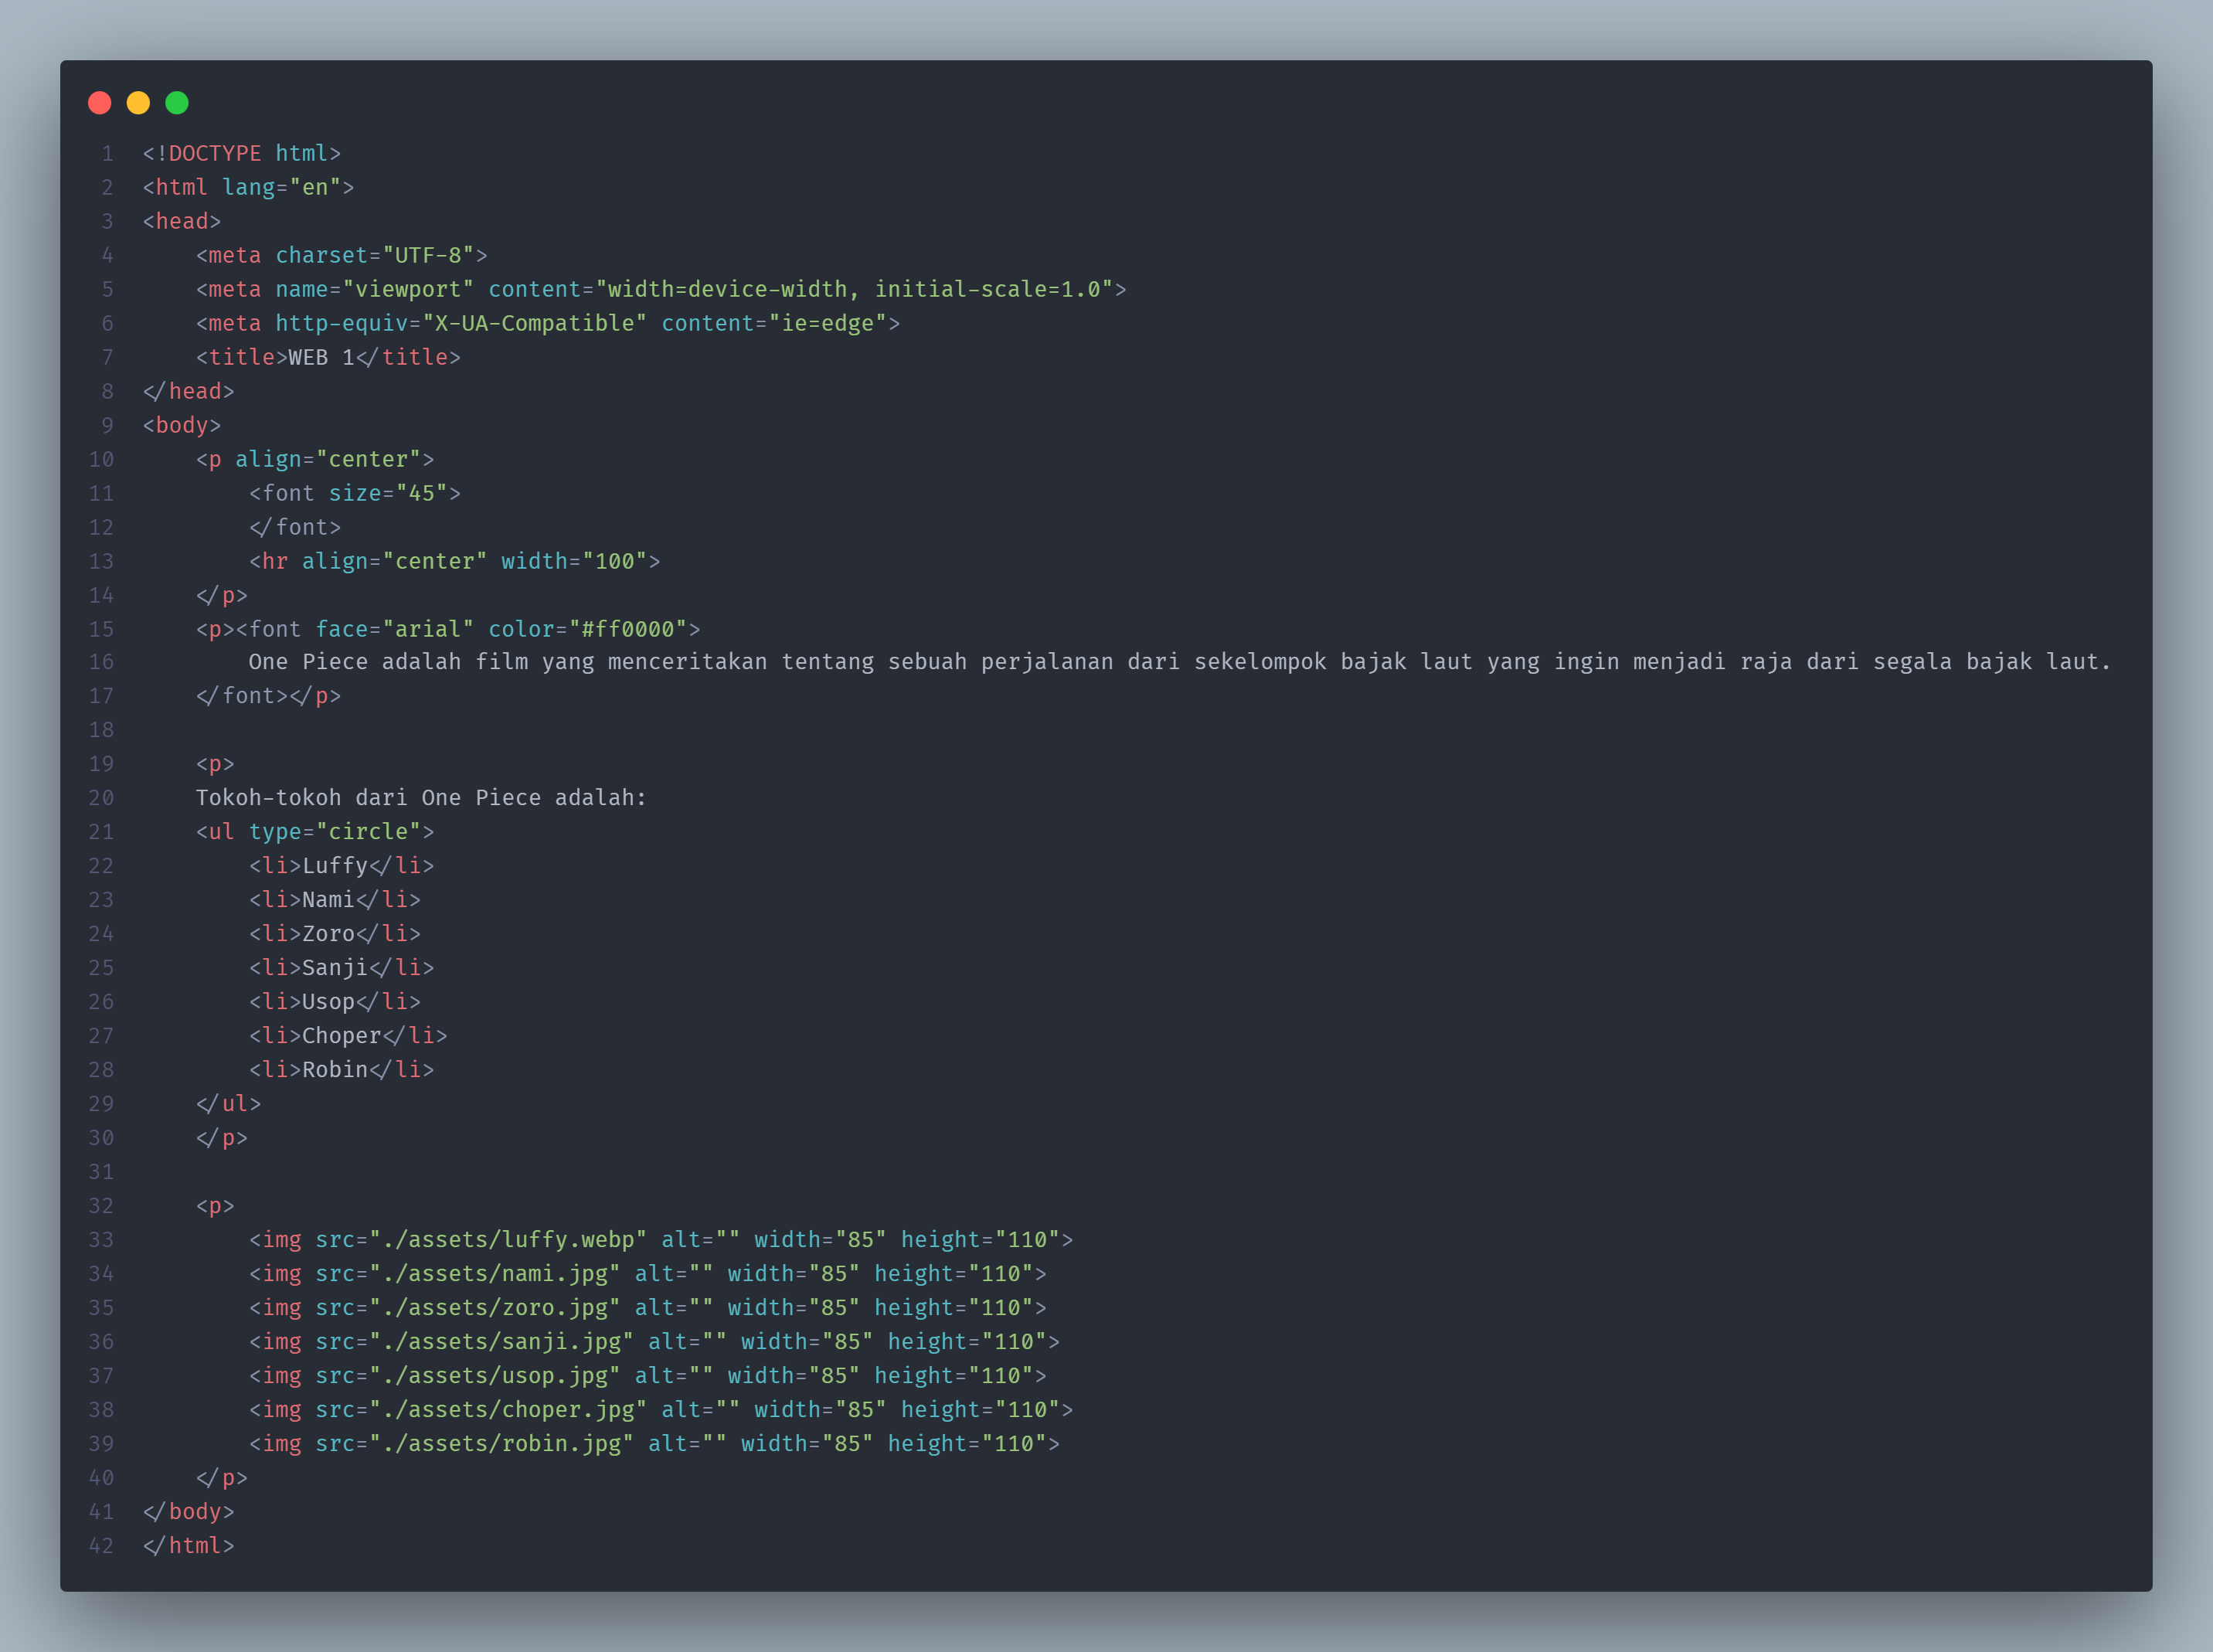 1 <!DOCTYPE html>
2 <html lang="en">
3 <head>
4     <meta charset="UTF-8">
5     <meta name="viewport" content="width=device-width, initial-scale=1.0">
6     <meta http-equiv="X-UA-Compatible" content="ie=edge">
7     <title>WEB 1</title>
8 </head>
9 <body>
10     <p align="center">
11         <font size="45">
12         </font>
13         <hr align="center" width="100">
14     </p>
15     <p><font face="arial" color="#ff0000">
16         One Piece adalah film yang menceritakan tentang sebuah perjalanan dari sekelompok bajak laut yang ingin menjadi raja dari segala bajak laut.
17     </font></p>
18
19     <p>
20     Tokoh-tokoh dari One Piece adalah:
21     <ul type="circle">
22         <li>Luffy</li>
23         <li>Nami</li>
24         <li>Zoro</li>
25         <li>Sanji</li>
26         <li>Usop</li>
27         <li>Choper</li>
28         <li>Robin</li>
29     </ul>
30     </p>
31
32     <p>
33         <img src="./assets/luffy.webp" alt="" width="85" height="110">
34         <img src="./assets/nami.jpg" alt="" width="85" height="110">
35         <img src="./assets/zoro.jpg" alt="" width="85" height="110">
36         <img src="./assets/sanji.jpg" alt="" width="85" height="110">
37         <img src="./assets/usop.jpg" alt="" width="85" height="110">
38         <img src="./assets/choper.jpg" alt="" width="85" height="110">
39         <img src="./assets/robin.jpg" alt="" width="85" height="110">
40     </p>
41 </body>
42 </html>